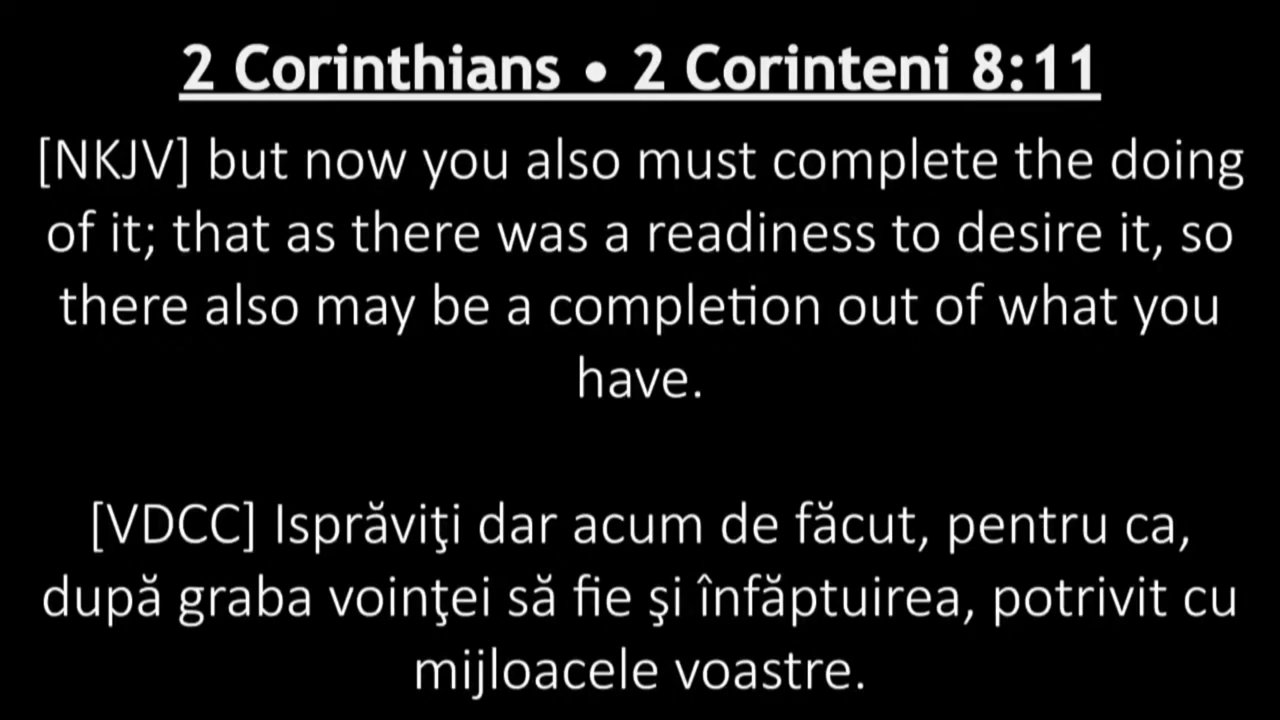 2 Corinthians • 2 Corinteni 8:11
[NKJV] but now you also must complete the doing
of it; that as there was a readiness to desire it, so
there also may be a completion out of what you
have.
[VDCC] Isprăviţi dar acum de făcut, pentru ca,
după graba voinţei să fie şi înfăptuirea, potrivit cu
mijloacele voastre.